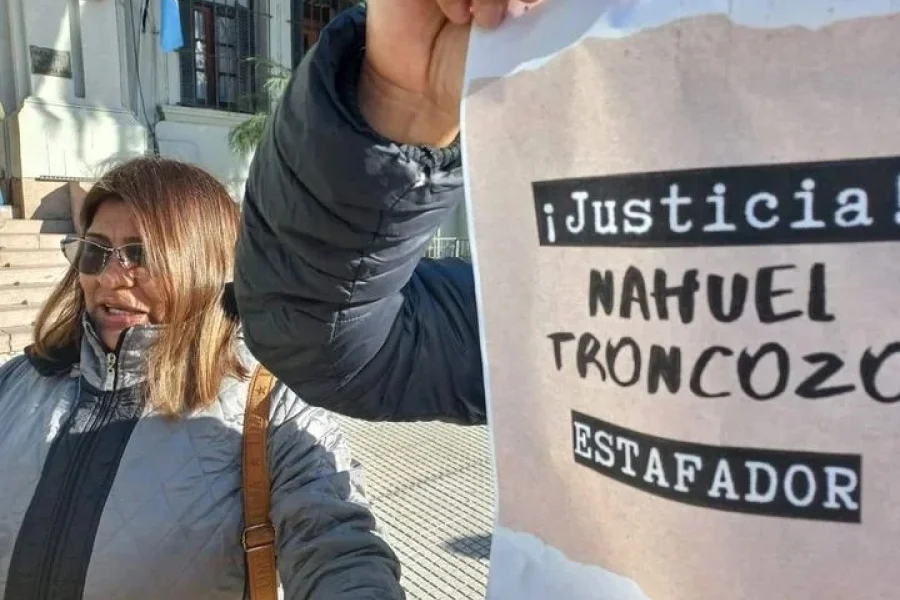 ¡Justicia!
NAHUEL
TRONCOZO
ESTAFADOR